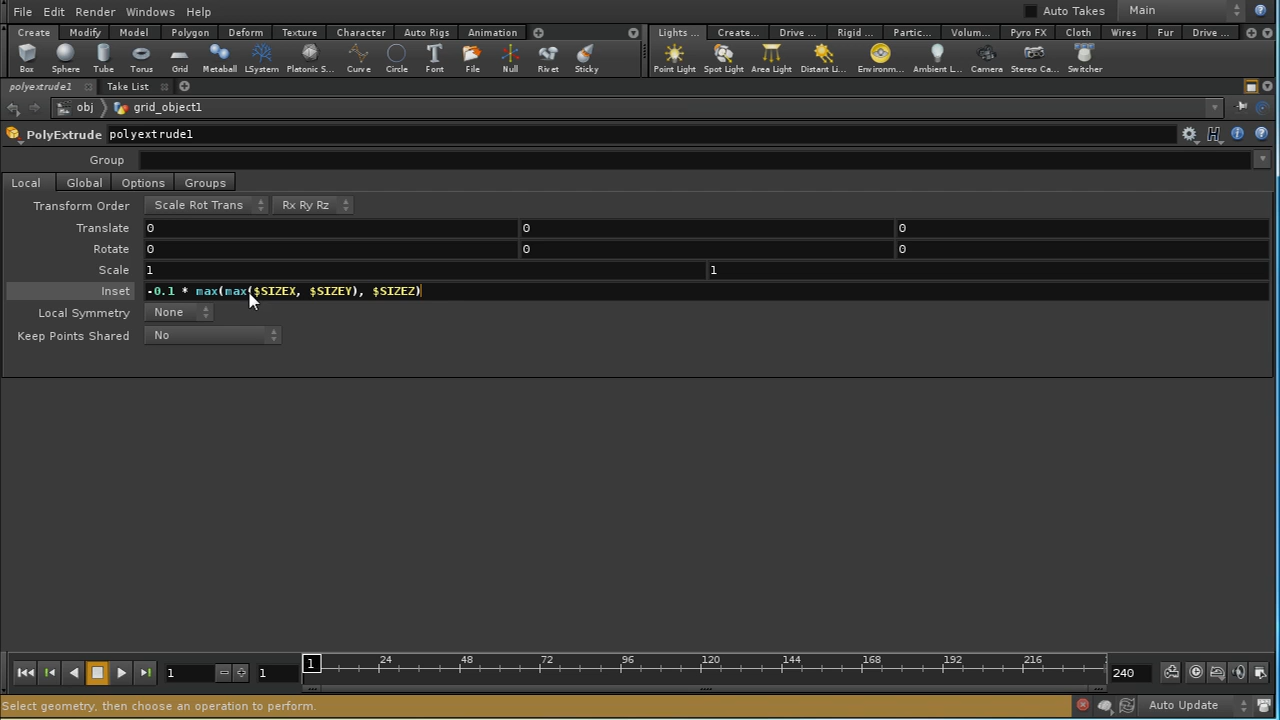 File Edit Render Windows Help Auto Takes Main
Create Modify Model Polygon Deform Texture Character Auto Rigs Animation Lights ... Create... Drive ... Rigid ... Partic... Volum... Pyro FX Cloth Wires Fur Drive ...
Box Sphere Tube Torus Grid Metaball LSystem Platonic S... Curve Circle Font File Null Rivet Sticky Point Light Spot Light Area Light Distant Li... Environm... Ambient L... Camera Stereo Ca... Switcher
polyextrude1 Take List
obj grid_object1
PolyExtrude polyextrude1
Group
Local Global Options Groups
Transform Order Scale Rot Trans Rx Ry Rz
Translate 0 0 0
Rotate 0 0 0
Scale 1 1
Inset -0.1 * max(max($SIZEX, $SIZEY), $SIZEZ)
Local Symmetry None
Keep Points Shared No
1 1 1 24 48 72 96 120 144 168 192 216 240
Select geometry, then choose an operation to perform. Auto Update